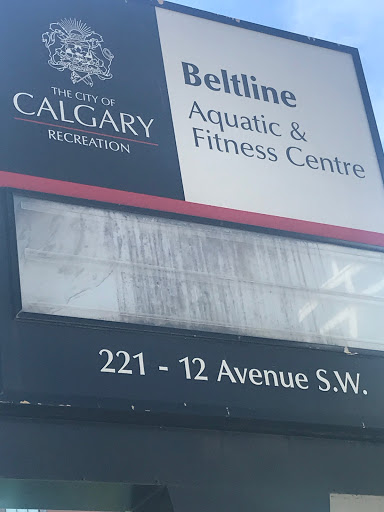 THE CITY OF
CALGARY
RECREATION
Beltline
Aquatic &
Fitness Centre
221 - 12 Avenue S.W.